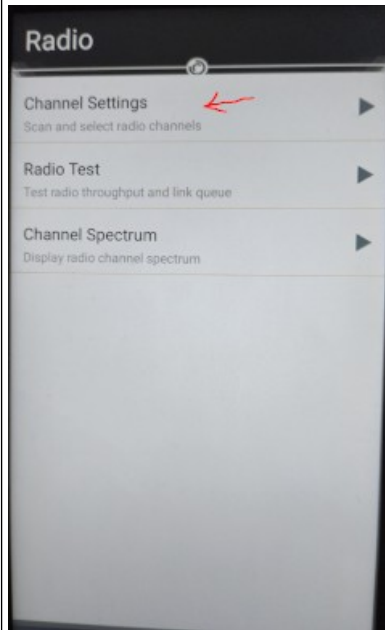 Radio
Channel Settings
Scan and select radio channels
Radio Test
Test radio throughput and link queue
Channel Spectrum
Display radio channel spectrum